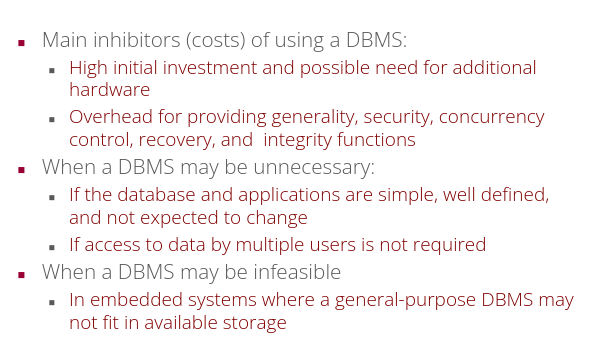 Main inhibitors (costs) of using a DBMS:
High initial investment and possible need for additional
hardware
Overhead for providing generality, security, concurrency
control, recovery, and  integrity functions
When a DBMS may be unnecessary:
If the database and applications are simple, well defined,
and not expected to change
If access to data by multiple users is not required
When a DBMS may be infeasible
In embedded systems where a general-purpose DBMS may
not fit in available storage